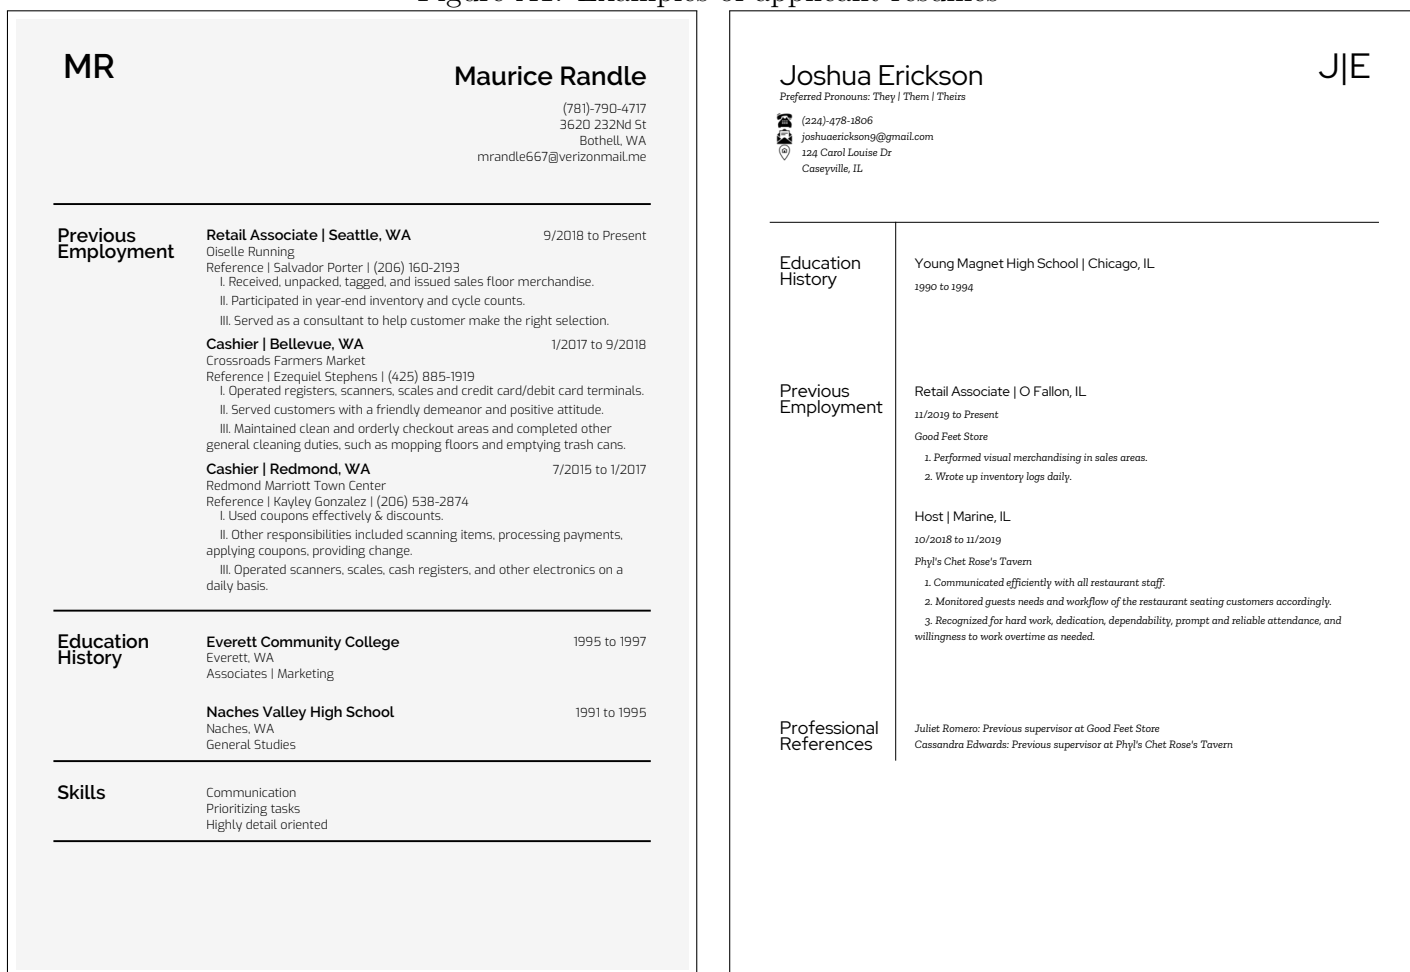 MR
Maurice Randle
(781)-790-4717
3620 232Nd St
Bothell, WA
mrandle667@verizonmail.me
Previous
Employment
Retail Associate | Seattle, WA
9/2018 to Present
Oiselle Running
Reference | Salvador Porter | (206) 160-2193
I. Received, unpacked, tagged, and issued sales floor merchandise.
II. Participated in year-end inventory and cycle counts.
III. Served as a consultant to help customer make the right selection.
Cashier | Bellevue, WA
1/2017 to 9/2018
Crossroads Farmers Market
Reference | Ezequiel Stephens | (425) 885-1919
I. Operated registers, scanners, scales and credit card/debit card terminals.
II. Served customers with a friendly demeanor and positive attitude.
III. Maintained clean and orderly checkout areas and completed other
general cleaning duties, such as mopping floors and emptying trash cans.
Cashier | Redmond, WA
7/2015 to 1/2017
Redmond Marriott Town Center
Reference | Kayley Gonzalez | (206) 538-2874
I. Used coupons effectively & discounts.
II. Other responsibilities included scanning items, processing payments,
applying coupons, providing change.
III. Operated scanners, scales, cash registers, and other electronics on a
daily basis.
Education
History
Everett Community College
1995 to 1997
Everett, WA
Associates | Marketing
Naches Valley High School
1991 to 1995
Naches, WA
General Studies
Skills
Communication
Prioritizing tasks
Highly detail oriented
Joshua Erickson
J|E
Preferred Pronouns: They | Them | Theirs
(224)-478-1806
joshuaerickson9@gmail.com
124 Carol Louise Dr
Caseyville, IL
Education
History
Young Magnet High School | Chicago, IL
1990 to 1994
Previous
Employment
Retail Associate | O Fallon, IL
11/2019 to Present
Good Feet Store
1. Performed visual merchandising in sales areas.
2. Wrote up inventory logs daily.
Host | Marine, IL
10/2018 to 11/2019
Phyl's Chet Rose's Tavern
1. Communicated efficiently with all restaurant staff.
2. Monitored guests needs and workflow of the restaurant seating customers accordingly.
3. Recognized for hard work, dedication, dependability, prompt and reliable attendance, and
willingness to work overtime as needed.
Professional
References
Juliet Romero: Previous supervisor at Good Feet Store
Cassandra Edwards: Previous supervisor at Phyl's Chet Rose's Tavern